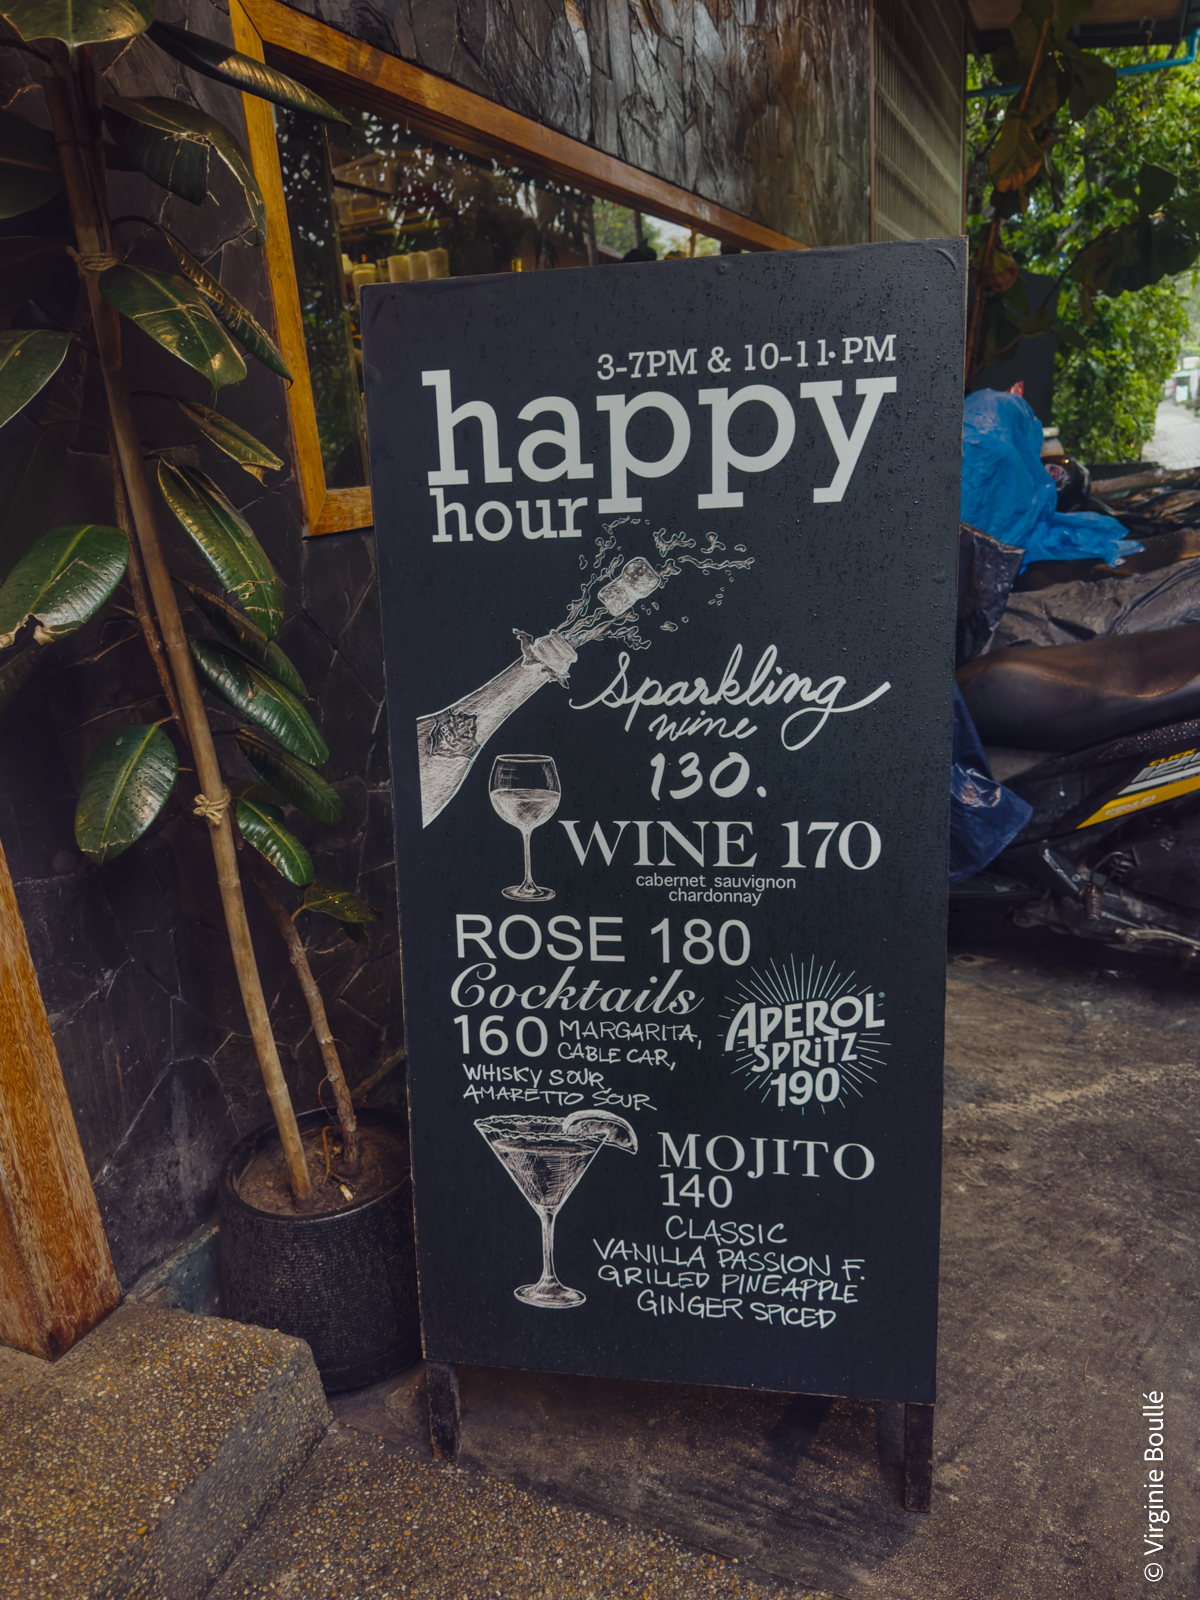 3-7PM & 10-11·PM
happy
hour
Sparkling
wine
130.
WINE 170
cabernet sauvignon
chardonnay
ROSE 180
Cocktails
160 MARGARITA,
CABLE CAR,
WHISKY SOUR
AMARETTO SOUR
APEROL
SPRITZ
190
MOJITO
140
CLASSIC
VANILLA PASSION F.
GRILLED PINEAPPLE
GINGER SPICED
CLICK
© Virginie Boullé